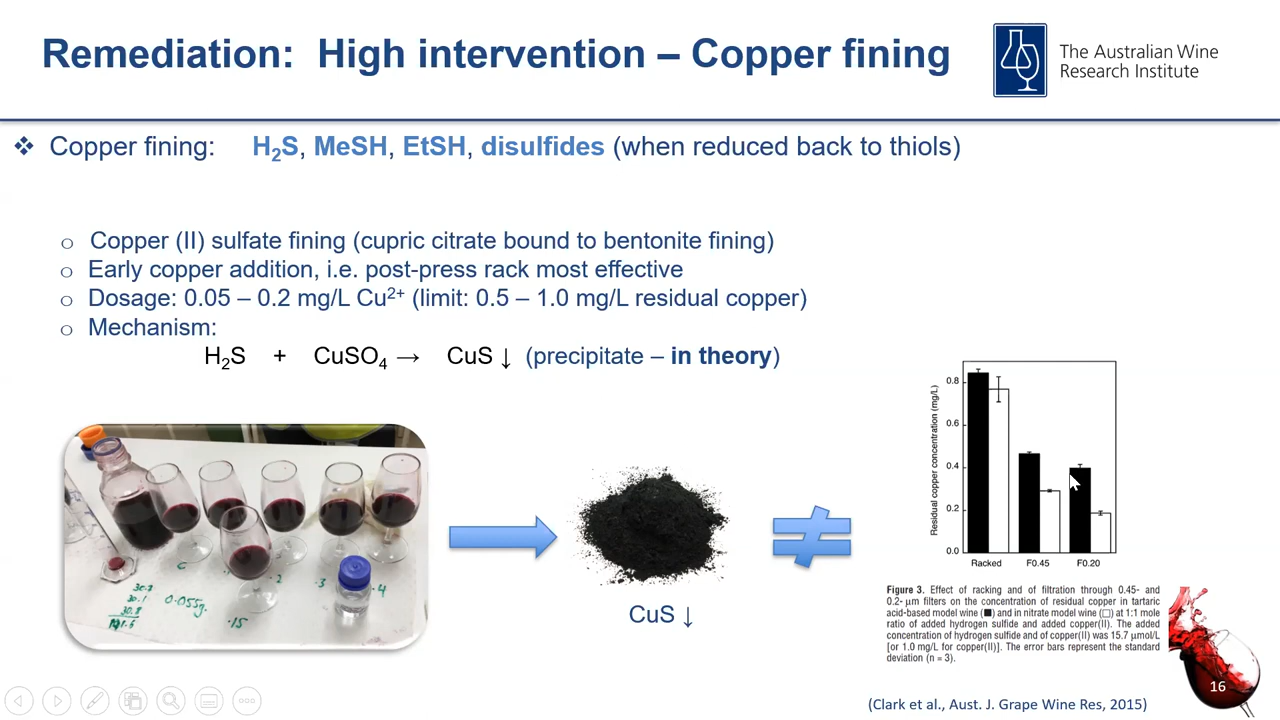 Remediation: High intervention – Copper fining
The Australian Wine
Research Institute
❖ Copper fining: H₂S, MeSH, EtSH, disulfides (when reduced back to thiols)
o Copper (II) sulfate fining (cupric citrate bound to bentonite fining)
o Early copper addition, i.e. post-press rack most effective
o Dosage: 0.05 – 0.2 mg/L Cu²⁺ (limit: 0.5 – 1.0 mg/L residual copper)
o Mechanism:
H₂S + CuSO₄ → CuS ↓ (precipitate – in theory)
0.055g
.2
.3
.4
.15
CuS ↓
≠
Residual copper concentration (mg/L)
0.8
0.6
0.4
0.2
0.0
Racked F0.45 F0.20
Figure 3. Effect of racking and of filtration through 0.45- and
0.2- μm filters on the concentration of residual copper in tartaric
acid-based model wine (■) and in nitrate model wine (□) at 1:1 mole
ratio of added hydrogen sulfide and added copper(II). The added
concentration of hydrogen sulfide and of copper(II) was 15.7 μmol/L
[or 1.0 mg/L for copper(II)]. The error bars represent the standard
deviation (n = 3).
16
(Clark et al., Aust. J. Grape Wine Res, 2015)